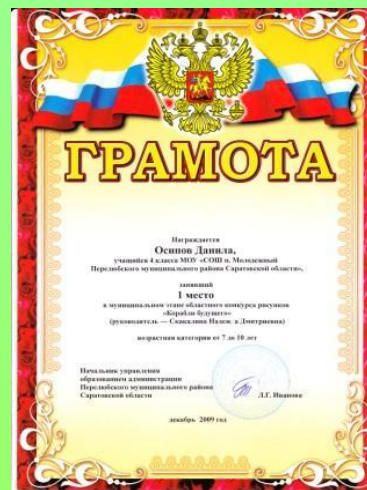 ГРАМОТА
Награждается
Осипов Данила,
учащийся 4 класса МОУ «СОШ п. Молодежный
Перелюбского муниципального района Саратовской области»,
занявший
1 место
в муниципальном этапе областного конкурса рисунков
«Корабли будущего»
(руководитель — Дмитриевна)
возрастная категория от 7 до 10 лет
Начальник управления
образованием администрации
Перелюбского муниципального района
Саратовской области
Л.Г. Иванова
декабрь 2009 год